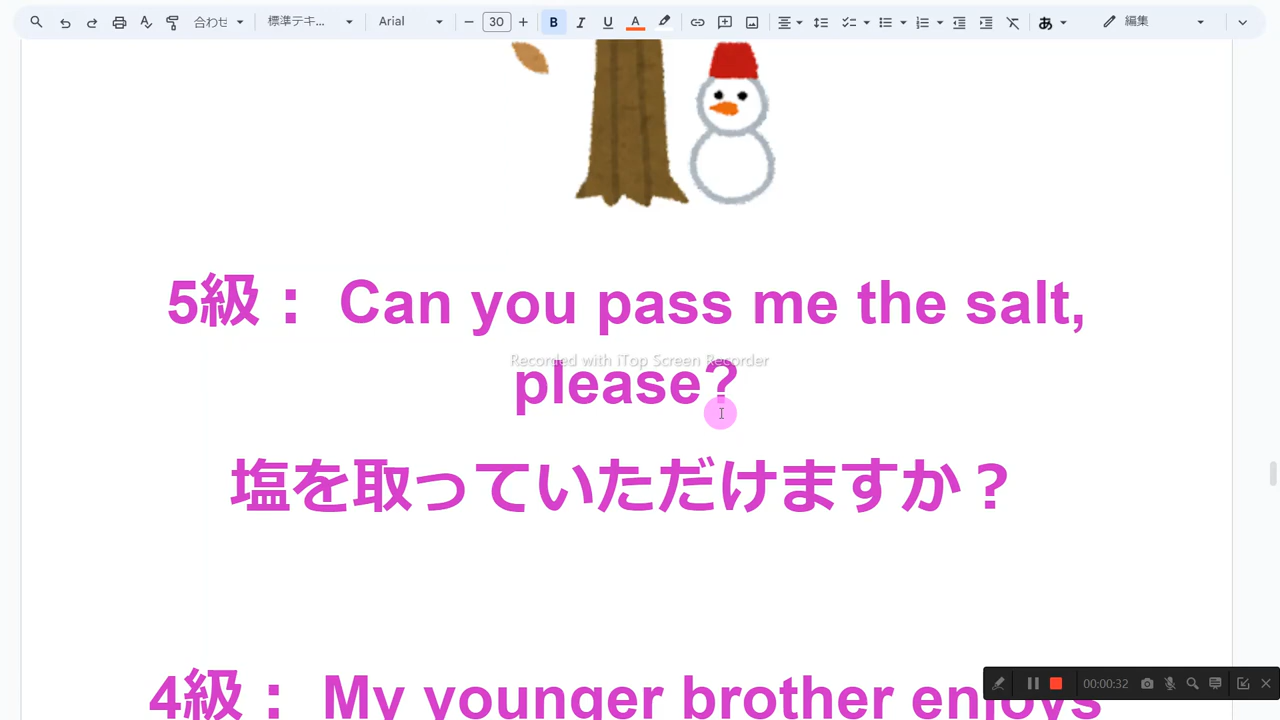 合わせ 標準テキ... Arial 30 B I U A あ 編集
5級： Can you pass me the salt,
Recorded with iTop Screen Recorder
please?
塩を取っていただけますか？
4級： My younger brother enjoys
00:00:32